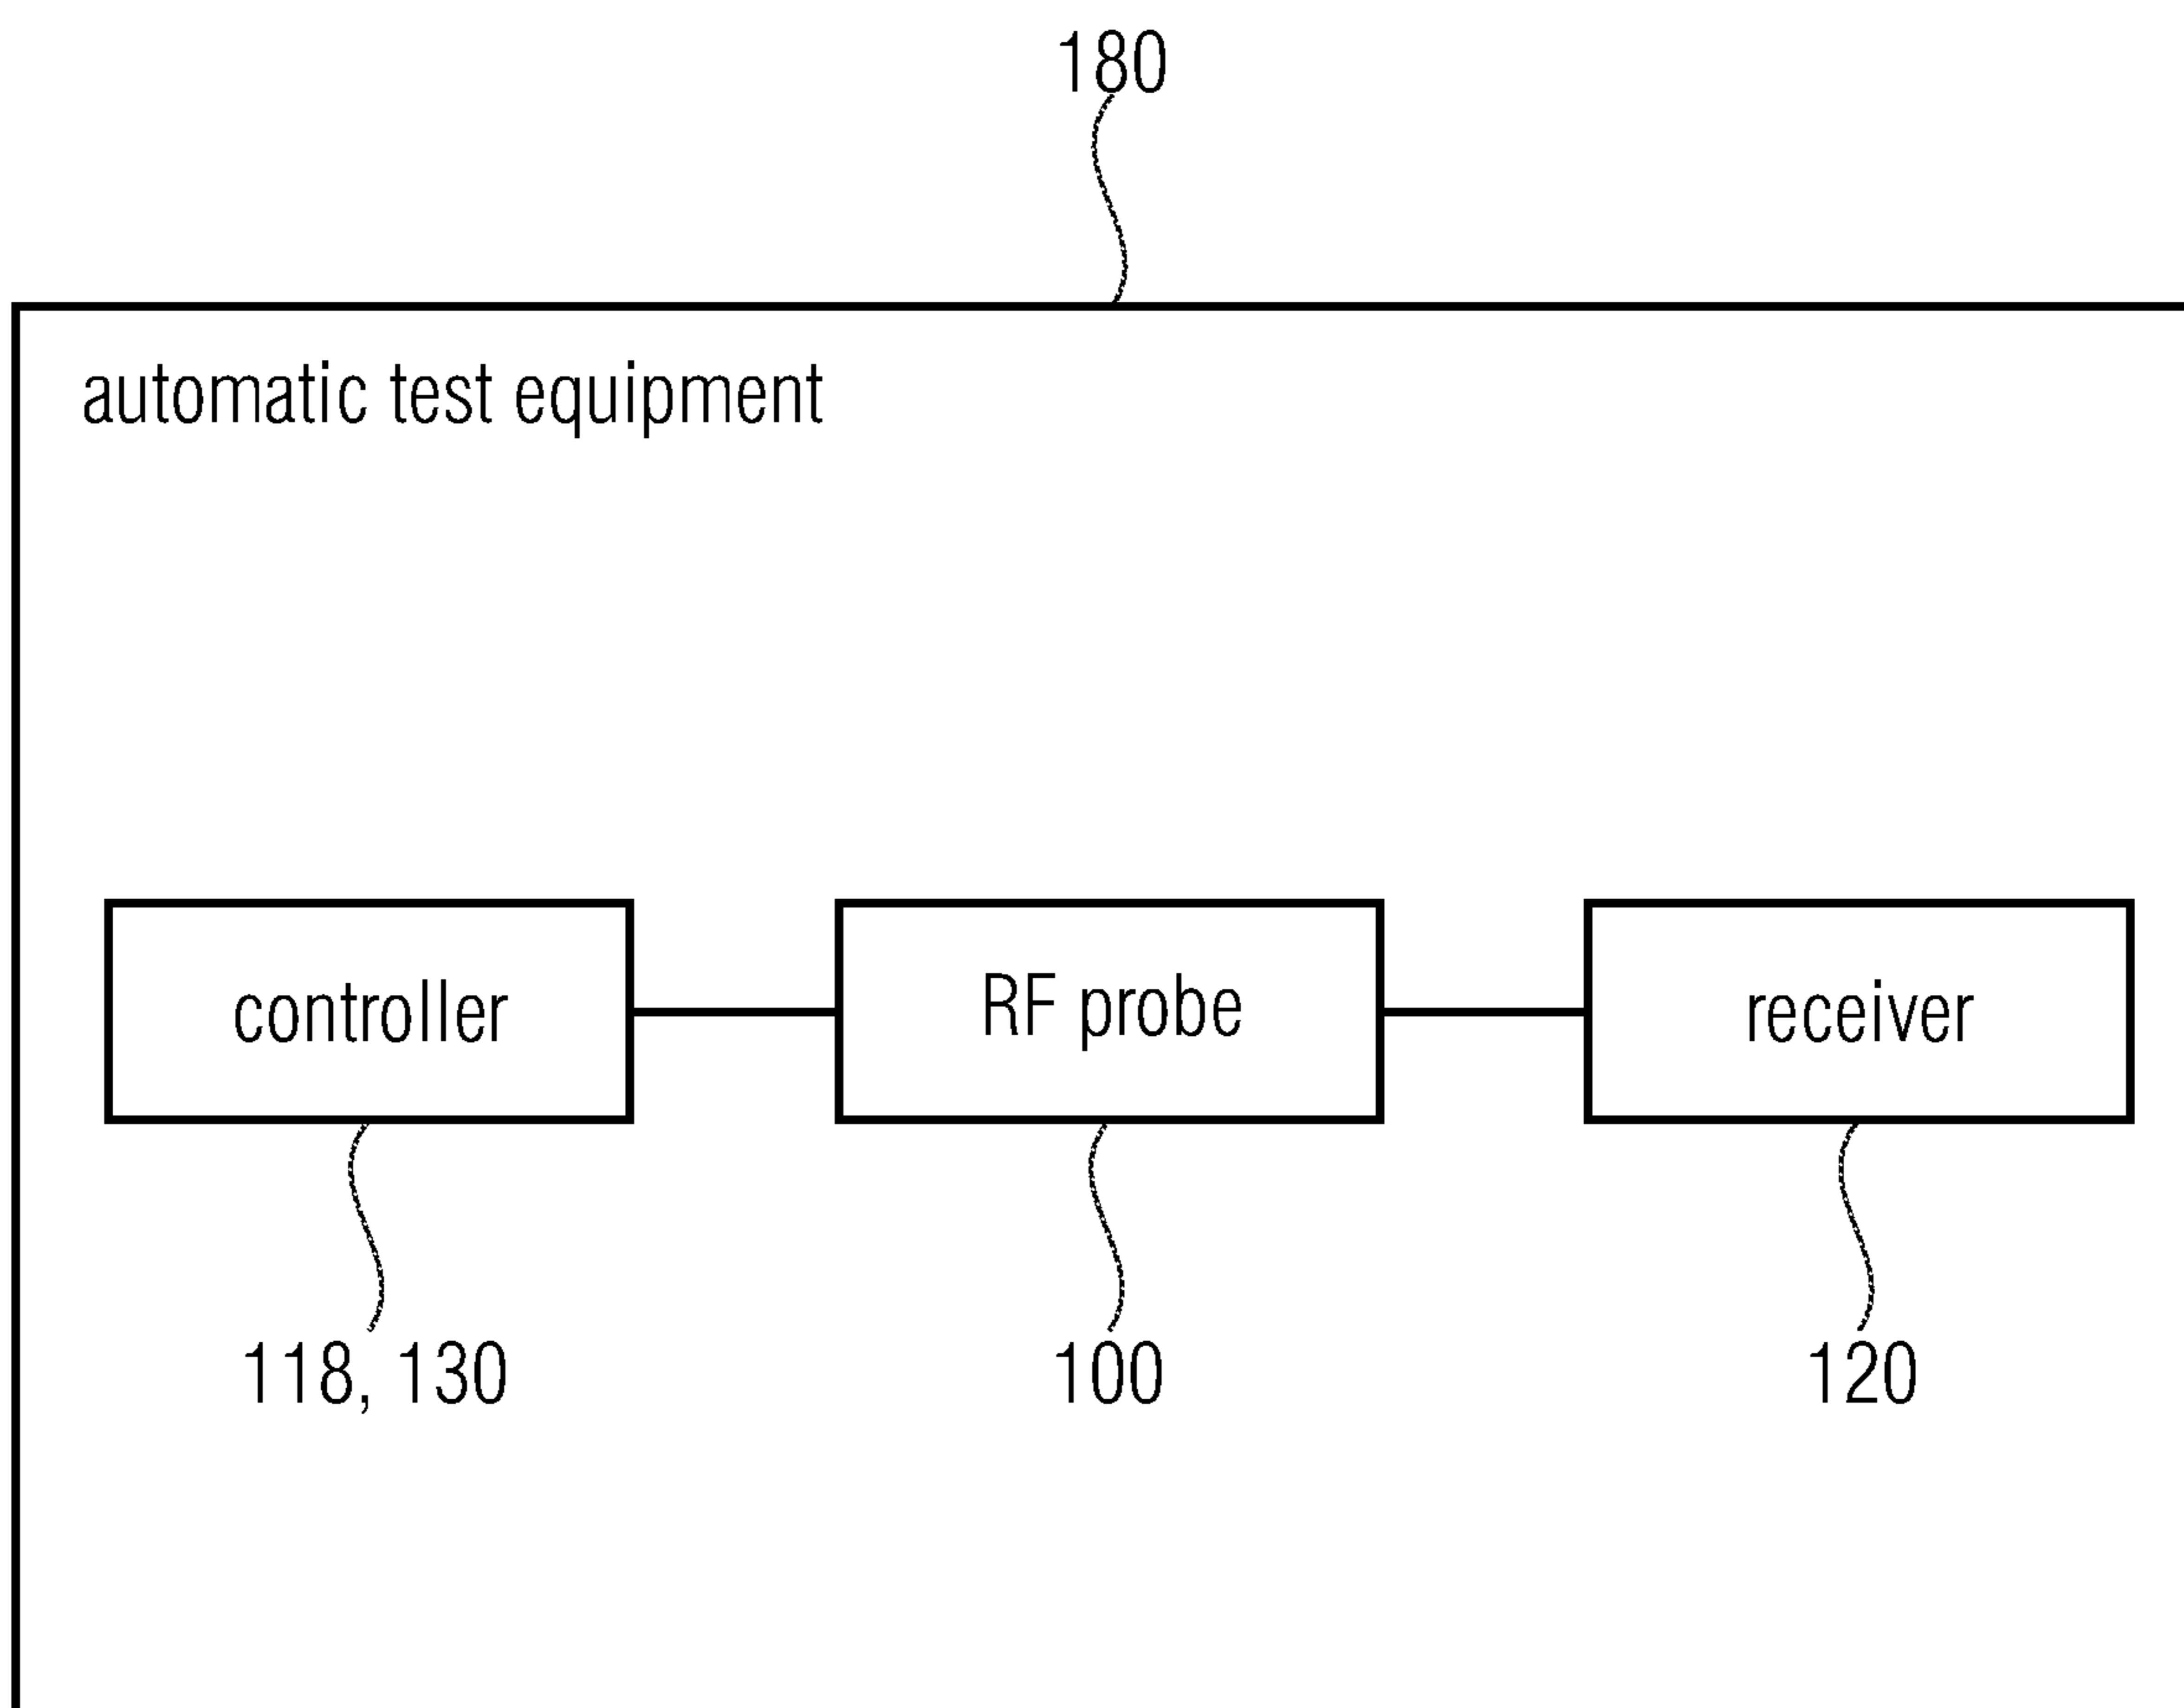 180
automatic test equipment
controller
RF probe
receiver
118, 130
100
120